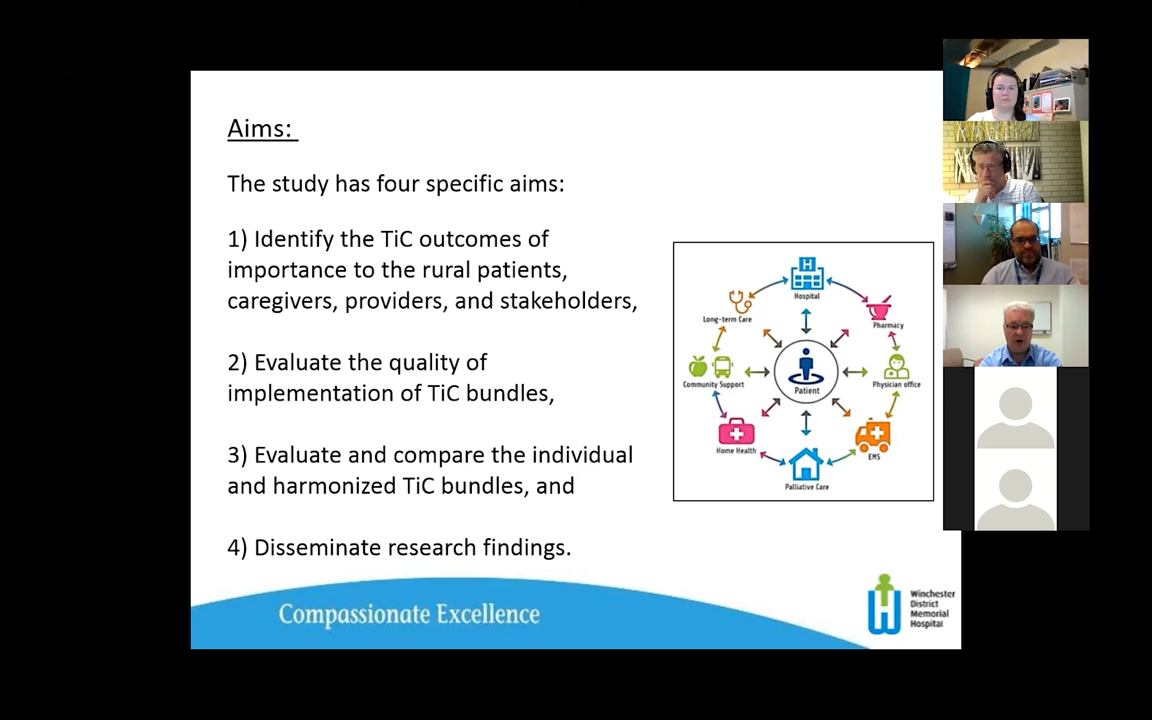 Aims:
The study has four specific aims:
1) Identify the TiC outcomes of
importance to the rural patients,
caregivers, providers, and stakeholders,
2) Evaluate the quality of
implementation of TiC bundles,
3) Evaluate and compare the individual
and harmonized TiC bundles, and
4) Disseminate research findings.
H
Hospital
Long-term Care
Pharmacy
Community Support
Patient
Physician office
Home Health
EMS
Palliative Care
Compassionate Excellence
Winchester
District
Memorial
Hospital